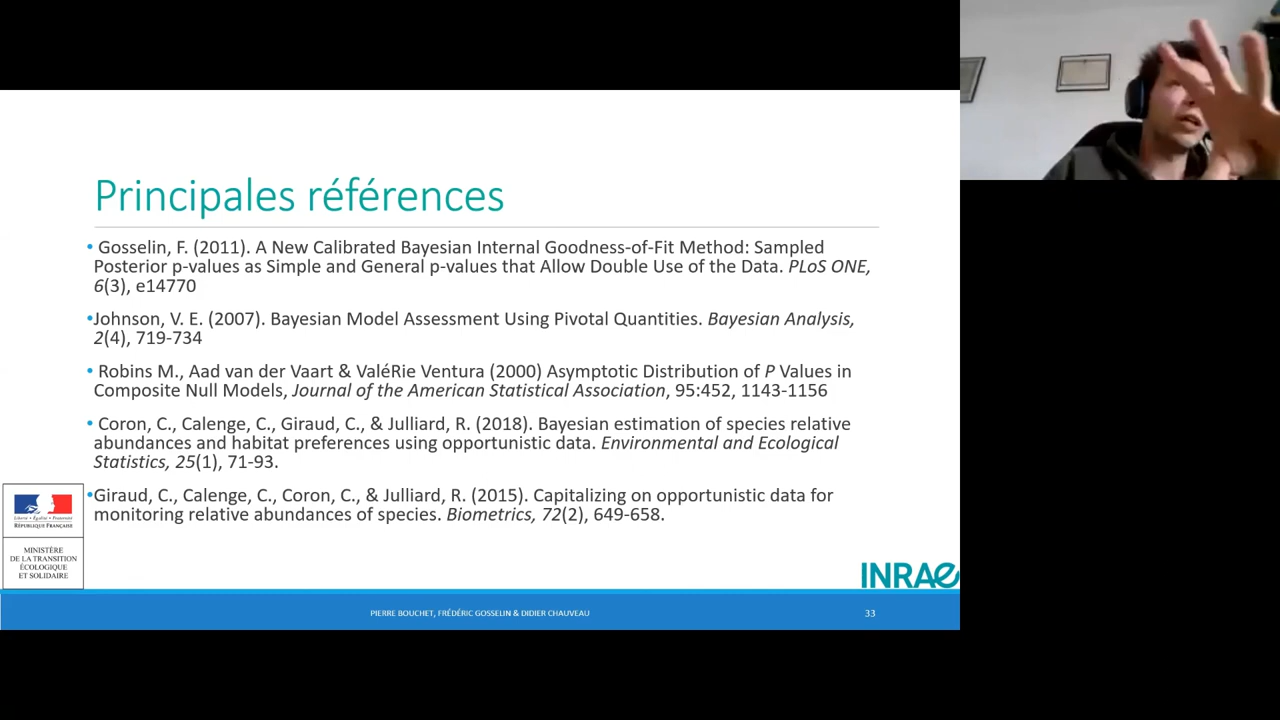 Principales références
• Gosselin, F. (2011). A New Calibrated Bayesian Internal Goodness-of-Fit Method: Sampled
Posterior p-values as Simple and General p-values that Allow Double Use of the Data. PLoS ONE,
6(3), e14770
•Johnson, V. E. (2007). Bayesian Model Assessment Using Pivotal Quantities. Bayesian Analysis,
2(4), 719-734
• Robins M., Aad van der Vaart & ValéRie Ventura (2000) Asymptotic Distribution of P Values in
Composite Null Models, Journal of the American Statistical Association, 95:452, 1143-1156
• Coron, C., Calenge, C., Giraud, C., & Julliard, R. (2018). Bayesian estimation of species relative
abundances and habitat preferences using opportunistic data. Environmental and Ecological
Statistics, 25(1), 71-93.
•Giraud, C., Calenge, C., Coron, C., & Julliard, R. (2015). Capitalizing on opportunistic data for
monitoring relative abundances of species. Biometrics, 72(2), 649-658.
Liberté • Égalité • Fraternité
RÉPUBLIQUE FRANÇAISE
MINISTÈRE
DE LA TRANSITION
ÉCOLOGIQUE
ET SOLIDAIRE
INRAE
PIERRE BOUCHET, FRÉDÉRIC GOSSELIN & DIDIER CHAUVEAU
33